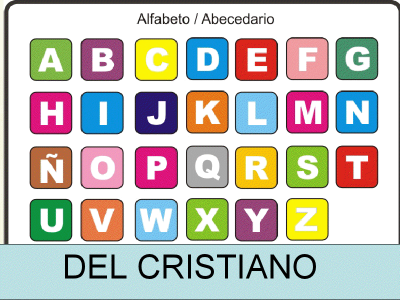 Alfabeto / Abecedario
A B C D E F G
H I J K L M N
Ñ O P Q R S T
U V W X Y Z
DEL CRISTIANO